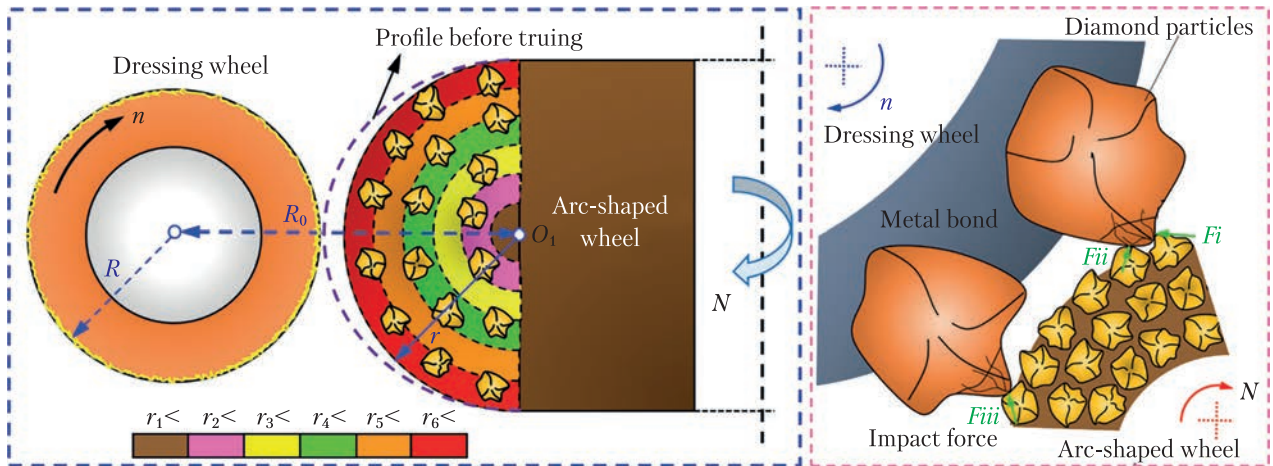 Profile before truing
Dressing wheel
n
R₀
R
O₁
r
Arc-shaped
wheel
N
r₁< r₂< r₃< r₄< r₅< r₆<
Diamond particles
n
Dressing wheel
Metal bond
Fi
Fii
Fiii
Impact force
N
Arc-shaped wheel